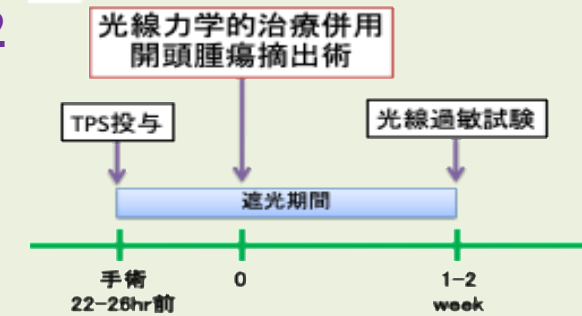 2
光線力学的治療併用
開頭腫瘍摘出術
TPS投与
光線過敏試験
遮光期間
手術
22-26hr前
0
1-2
week